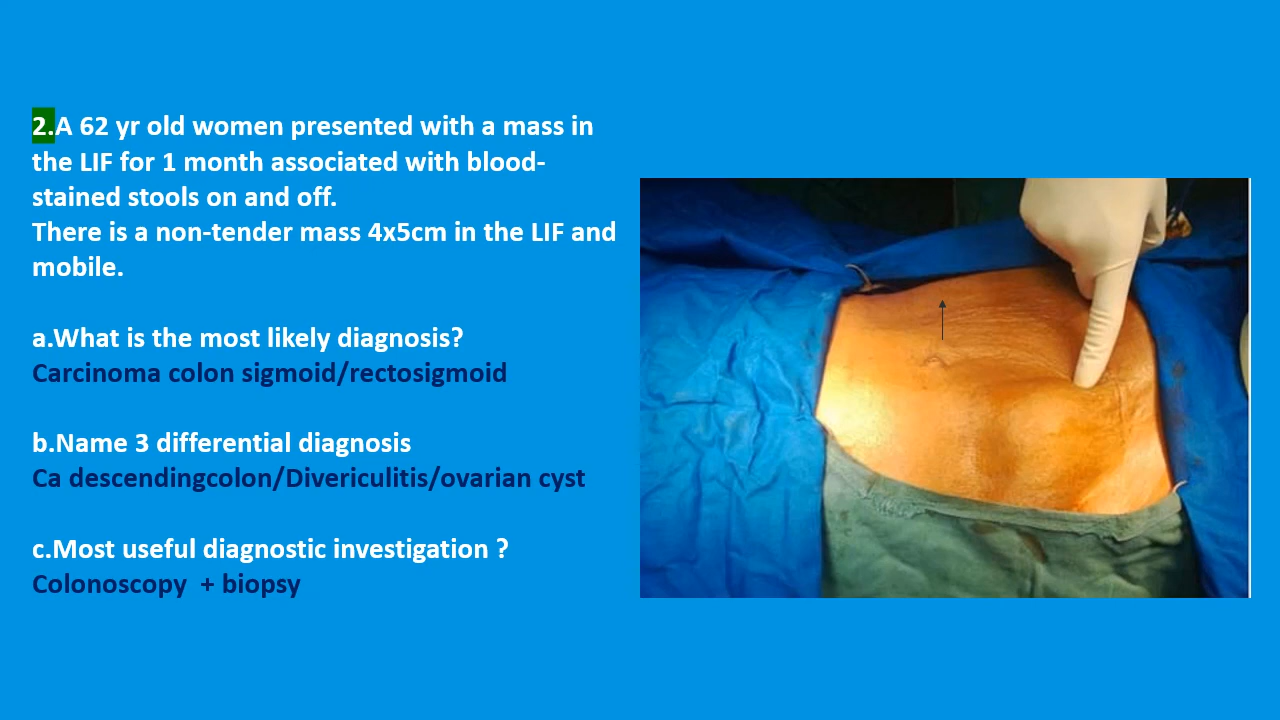 2.A 62 yr old women presented with a mass in
the LIF for 1 month associated with blood-
stained stools on and off.
There is a non-tender mass 4x5cm in the LIF and
mobile.
a.What is the most likely diagnosis?
Carcinoma colon sigmoid/rectosigmoid
b.Name 3 differential diagnosis
Ca descendingcolon/Divericulitis/ovarian cyst
c.Most useful diagnostic investigation ?
Colonoscopy + biopsy